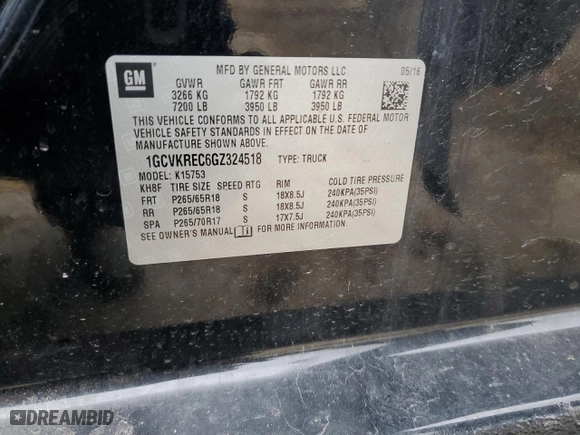 GM
MFD BY GENERAL MOTORS LLC
05/16
GVWR GAWR FRT GAWR RR
3266 KG 1792 KG 1792 KG
7200 LB 3950 LB 3950 LB
THIS VEHICLE CONFORMS TO ALL APPLICABLE U.S. FEDERAL MOTOR
VEHICLE SAFETY STANDARDS IN EFFECT ON THE DATE OF
MANUFACTURE SHOWN ABOVE.
1GCVKREC6GZ324518 TYPE: TRUCK
MODEL: K15753
KH8F TIRE SIZE SPEED RTG RIM COLD TIRE PRESSURE
FRT P265/65R18 S 18X8.5J 240KPA(35PSI)
RR P265/65R18 S 18X8.5J 240KPA(35PSI)
SPA P265/70R17 S 17X7.5J 240KPA(35PSI)
SEE OWNER'S MANUAL FOR MORE INFORMATION
DREAMBID